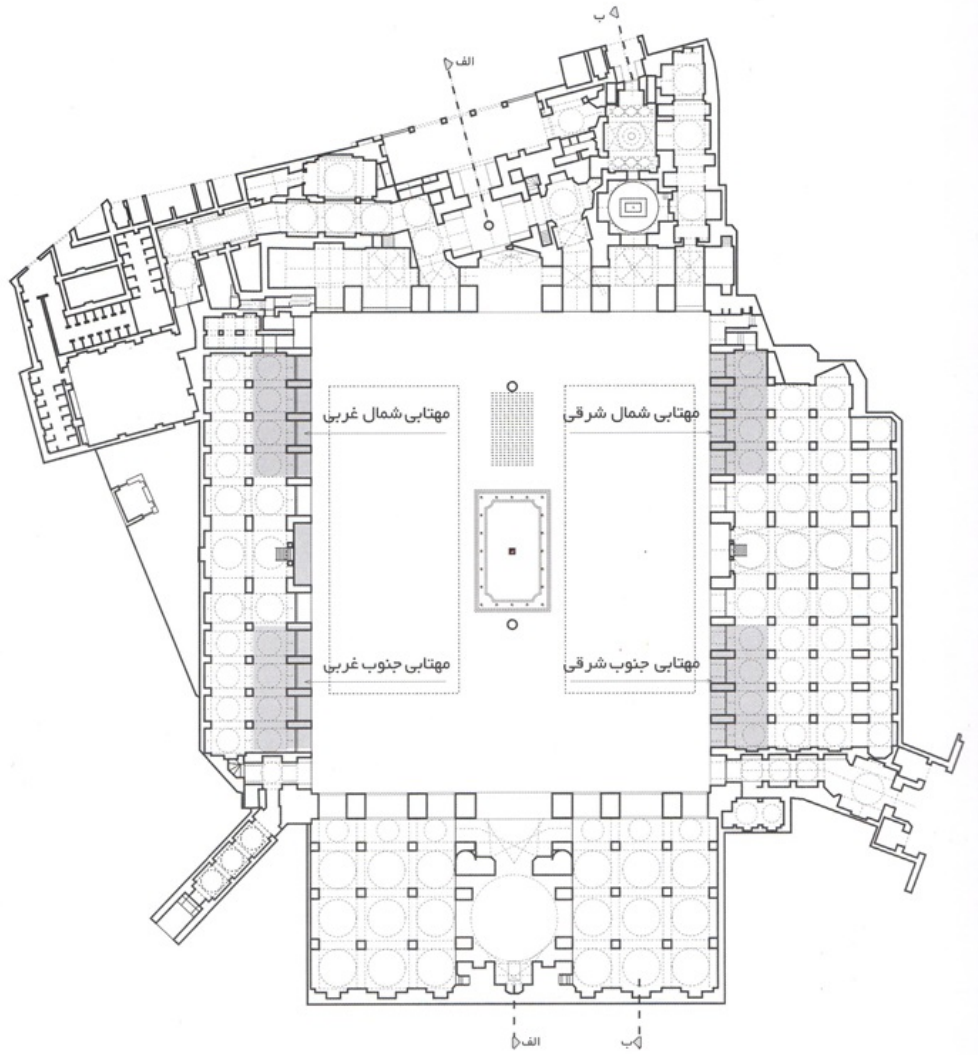 ب
الف
مهتابی شمال غربی
مهتابی شمال شرقی
مهتابی جنوب غربی
مهتابی جنوب شرقی
الف
ب